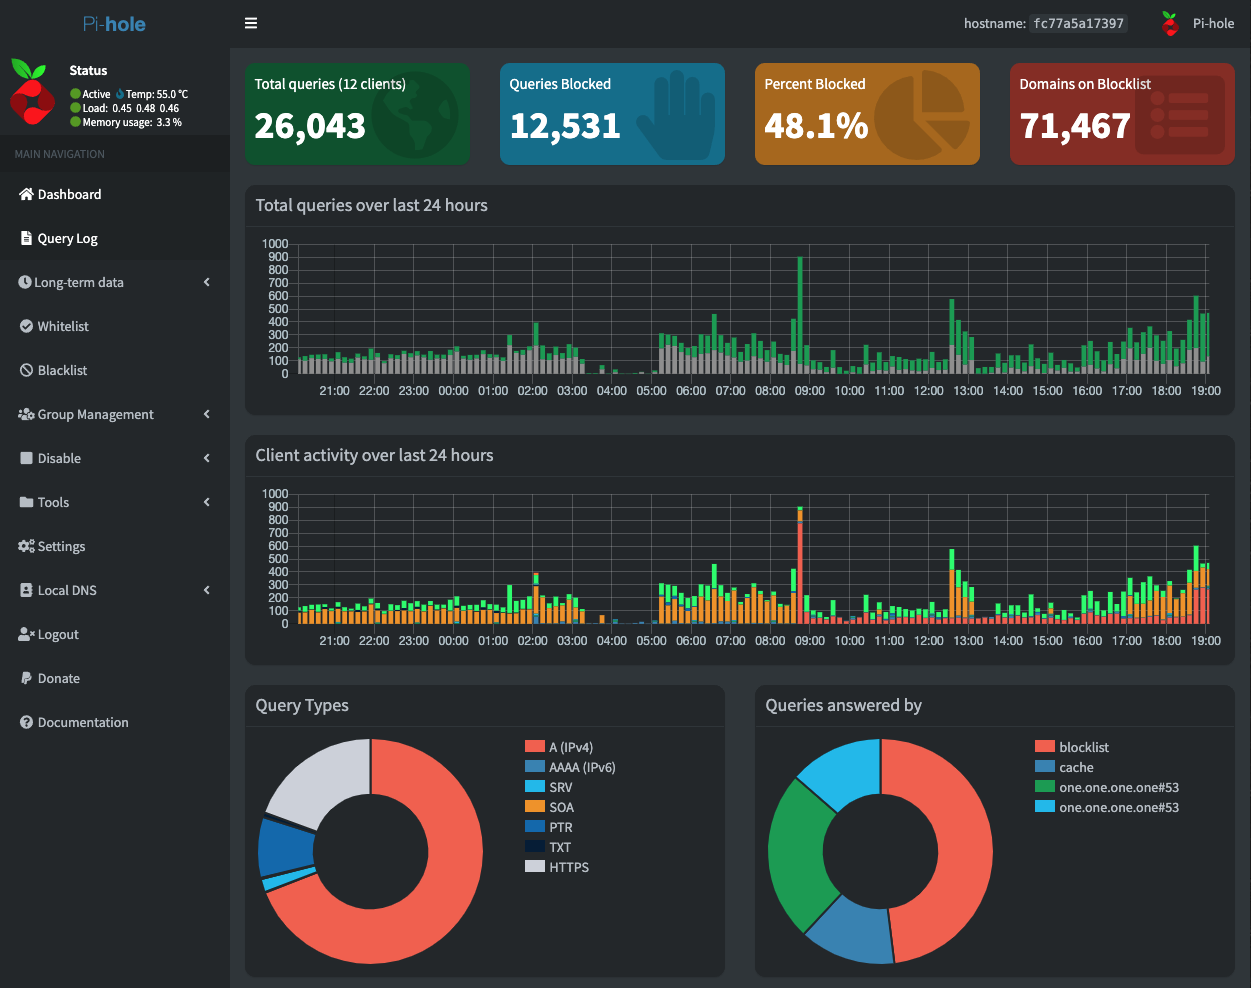 Pi-hole
hostname: fc77a5a17397
Pi-hole
Status
Active Temp: 55.0 °C
Load: 0.45 0.48 0.46
Memory usage: 3.3 %
MAIN NAVIGATION
Dashboard
Query Log
Long-term data
Whitelist
Blacklist
Group Management
Disable
Tools
Settings
Local DNS
Logout
Donate
Documentation
Total queries (12 clients)
26,043
Queries Blocked
12,531
Percent Blocked
48.1%
Domains on Blocklist
71,467
Total queries over last 24 hours
1000
900
800
700
600
500
400
300
200
100
0
21:00 22:00 23:00 00:00 01:00 02:00 03:00 04:00 05:00 06:00 07:00 08:00 09:00 10:00 11:00 12:00 13:00 14:00 15:00 16:00 17:00 18:00 19:00
Client activity over last 24 hours
1000
900
800
700
600
500
400
300
200
100
0
21:00 22:00 23:00 00:00 01:00 02:00 03:00 04:00 05:00 06:00 07:00 08:00 09:00 10:00 11:00 12:00 13:00 14:00 15:00 16:00 17:00 18:00 19:00
Query Types
A (IPv4)
AAAA (IPv6)
SRV
SOA
PTR
TXT
HTTPS
Queries answered by
blocklist
cache
one.one.one.one#53
one.one.one.one#53